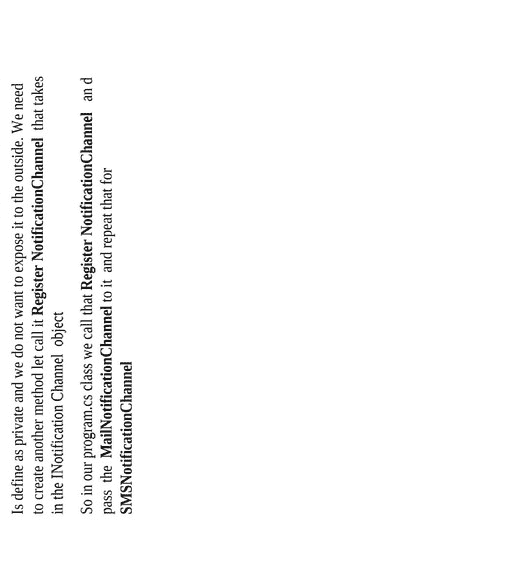 Is define as private and we do not want to expose it to the outside. We need
to create another method let call it Register NotificationChannel that takes
in the INotification Channel object
So in our program.cs class we call that Register NotificationChannel an d
pass the MailNotificationChannel to it and repeat that for
SMSNotificationChannel